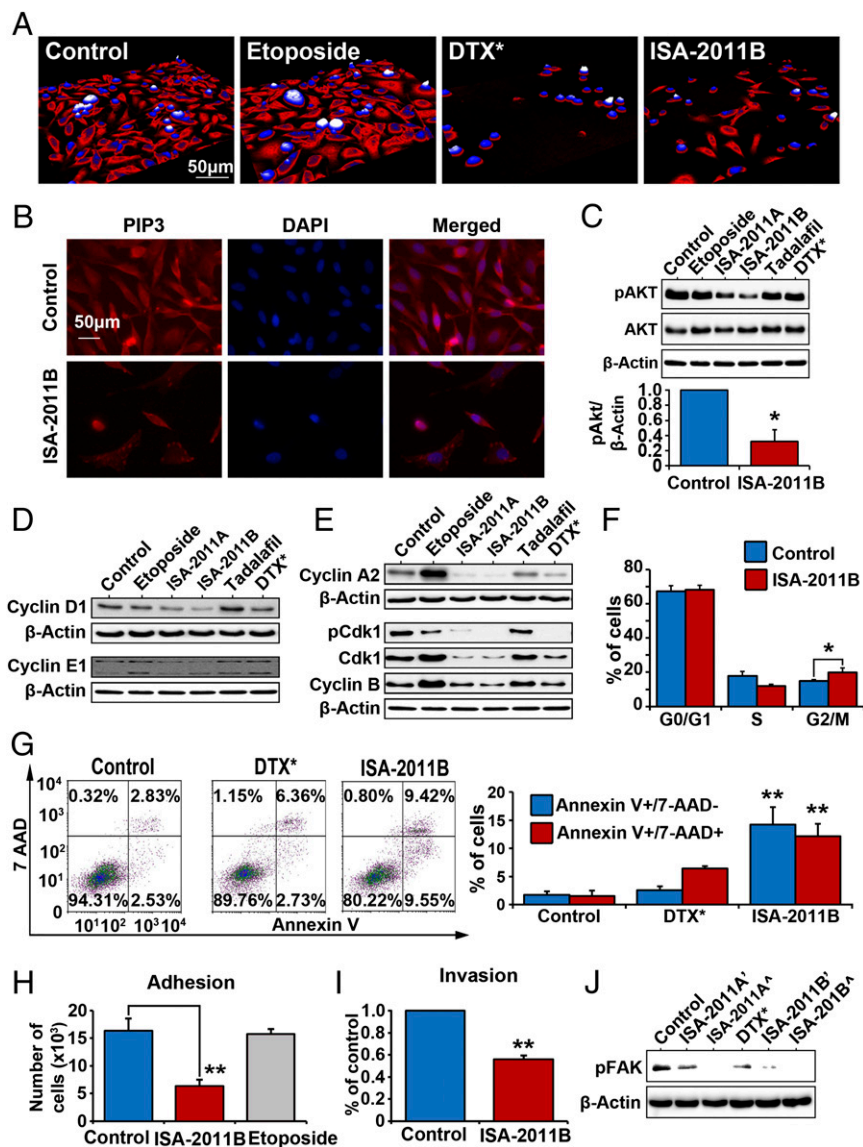 A
Control
Etoposide
DTX*
ISA-2011B
50μm
B
PIP3
DAPI
Merged
Control
50μm
ISA-2011B
C
Control
Etoposide
ISA-2011A
ISA-2011B
Tadalafil
DTX*
pAKT
AKT
β-Actin
pAkt/
β-Actin
1.0
0.8
0.6
0.4
0.2
0
*
Control ISA-2011B
D
Control
Etoposide
ISA-2011A
ISA-2011B
Tadalafil
DTX*
Cyclin D1
β-Actin
Cyclin E1
β-Actin
E
Control
Etoposide
ISA-2011A
ISA-2011B
Tadalafil
DTX*
Cyclin A2
β-Actin
pCdk1
Cdk1
Cyclin B
β-Actin
F
Control
ISA-2011B
% of cells
80
60
40
20
0
*
G0/G1 S G2/M
G
Control
DTX*
ISA-2011B
7 AAD
10⁴
10³
10²
10¹
0
0.32% 2.83%
94.31% 2.53%
1.15% 6.36%
89.76% 2.73%
0.80% 9.42%
80.22% 9.55%
10¹ 10² 10³ 10⁴
Annexin V
% of cells
20
15
10
5
0
Annexin V+/7-AAD-
Annexin V+/7-AAD+
** **
Control DTX* ISA-2011B
H
Adhesion
Number of
cells (x10³)
20
15
10
5
0
**
Control ISA-2011B Etoposide
I
Invasion
% of control
1.0
0.8
0.6
0.4
0.2
0
**
Control ISA-2011B
J
Control
ISA-2011A'
ISA-2011A^
DTX*
ISA-2011B'
ISA-201B^
pFAK
β-Actin